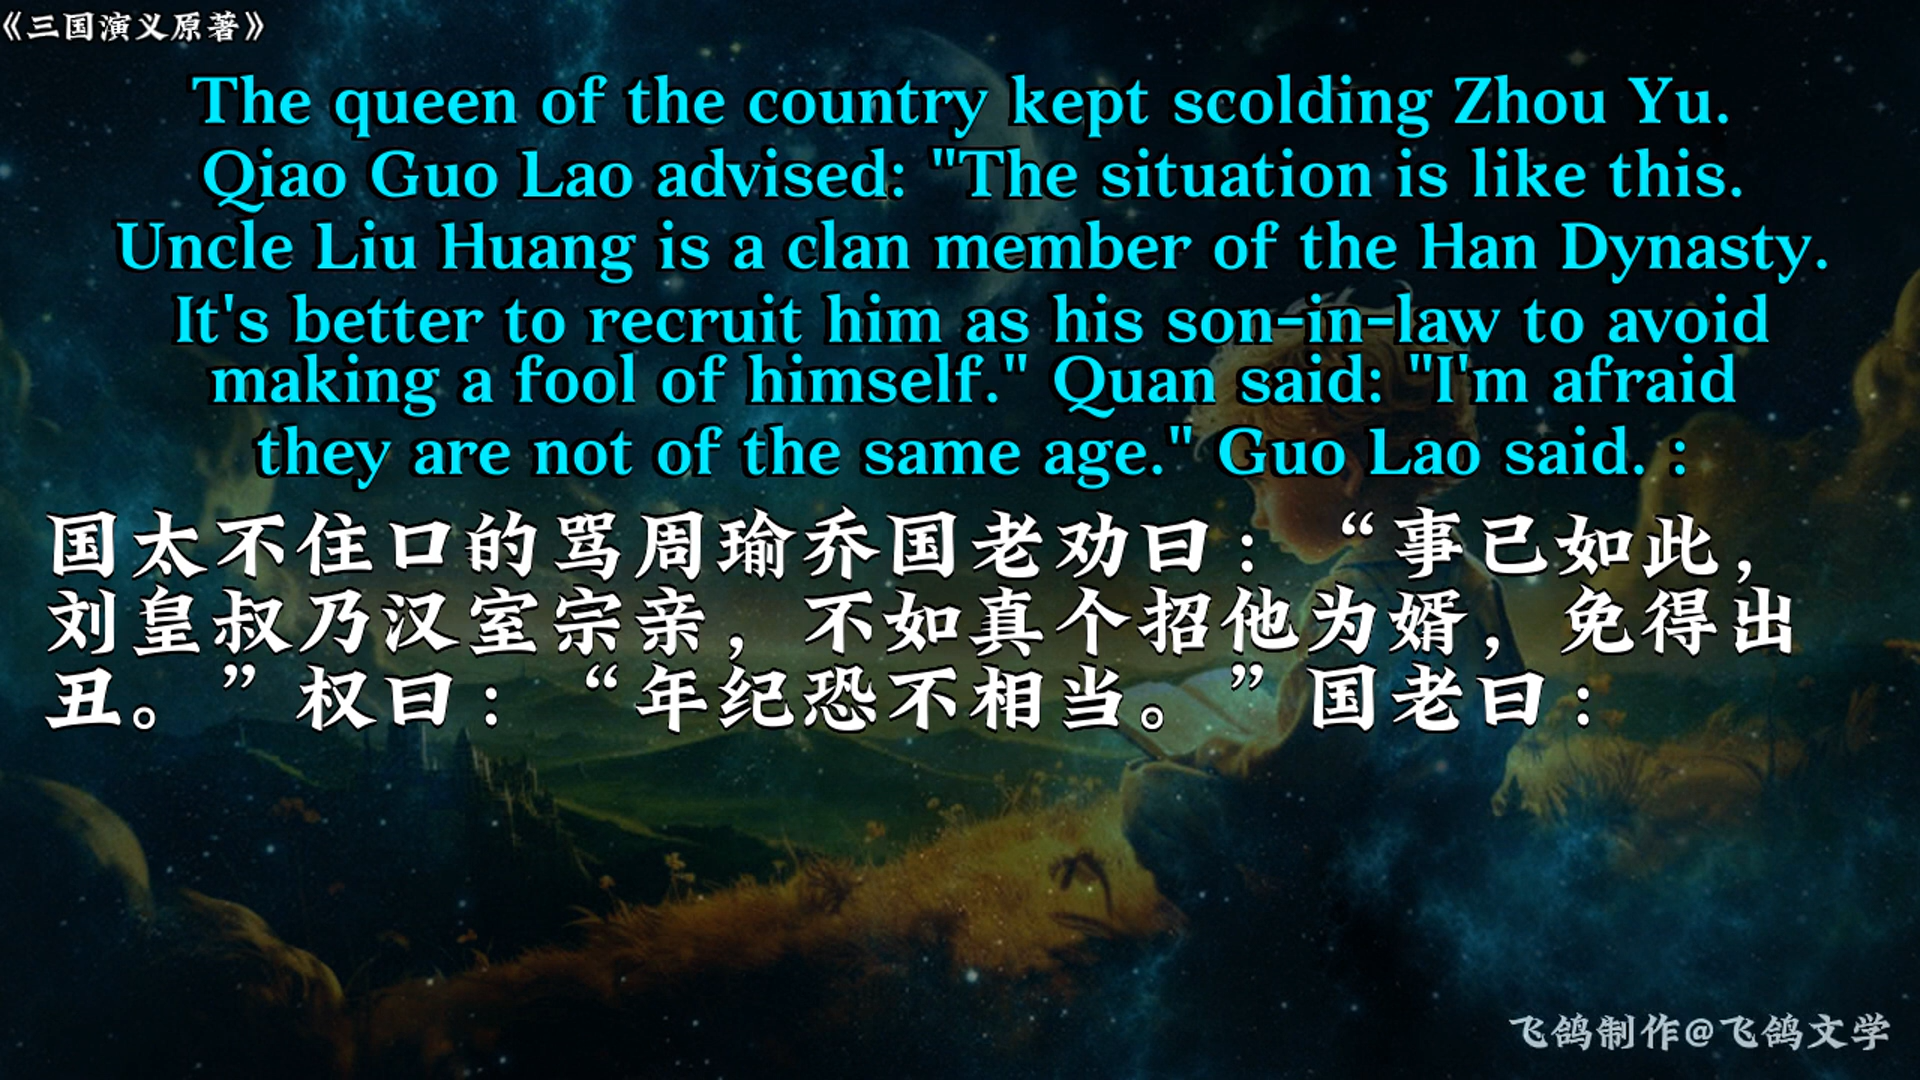 《三国演义原著》
The queen of the country kept scolding Zhou Yu.
Qiao Guo Lao advised: "The situation is like this.
Uncle Liu Huang is a clan member of the Han Dynasty.
It's better to recruit him as his son-in-law to avoid
making a fool of himself." Quan said: "I'm afraid
they are not of the same age." Guo Lao said. :
国太不住口的骂周瑜乔国老劝曰：“事已如此，
刘皇叔乃汉室宗亲，不如真个招他为婿，免得出
丑。”权曰：“年纪恐不相当。”国老曰：
飞鸽制作@飞鸽文学